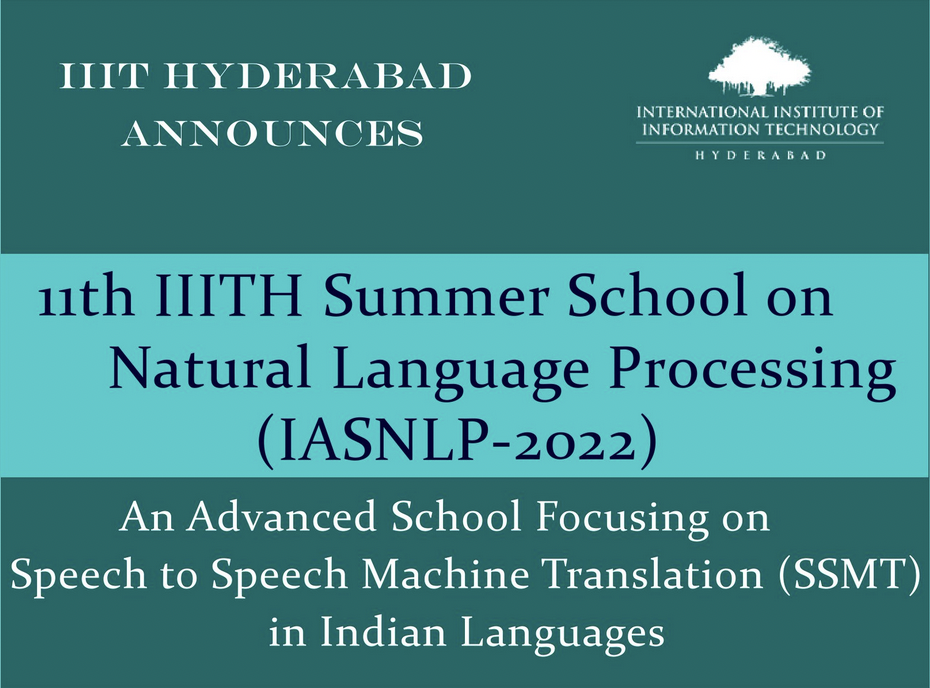 IIIT HYDERABAD
ANNOUNCES
INTERNATIONAL INSTITUTE OF
INFORMATION TECHNOLOGY
HYDERABAD
11th IIITH Summer School on
Natural Language Processing
(IASNLP-2022)
An Advanced School Focusing on
Speech to Speech Machine Translation (SSMT)
in Indian Languages